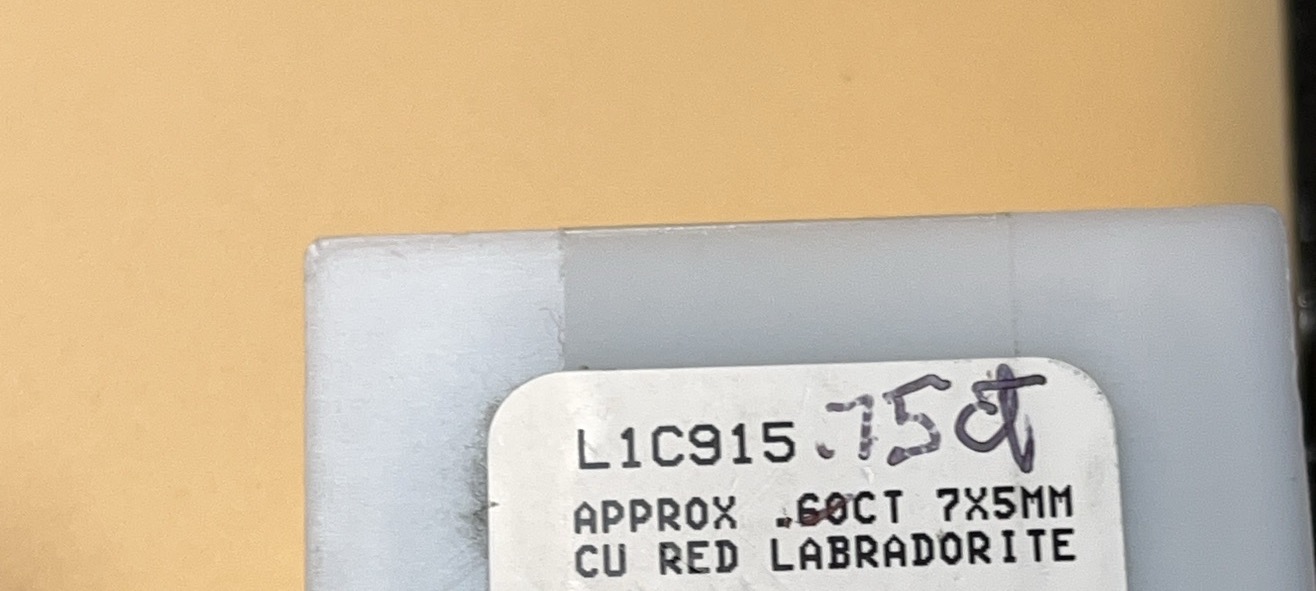 L1C915 .75ct
APPROX .60CT 7X5MM
CU RED LABRADORITE